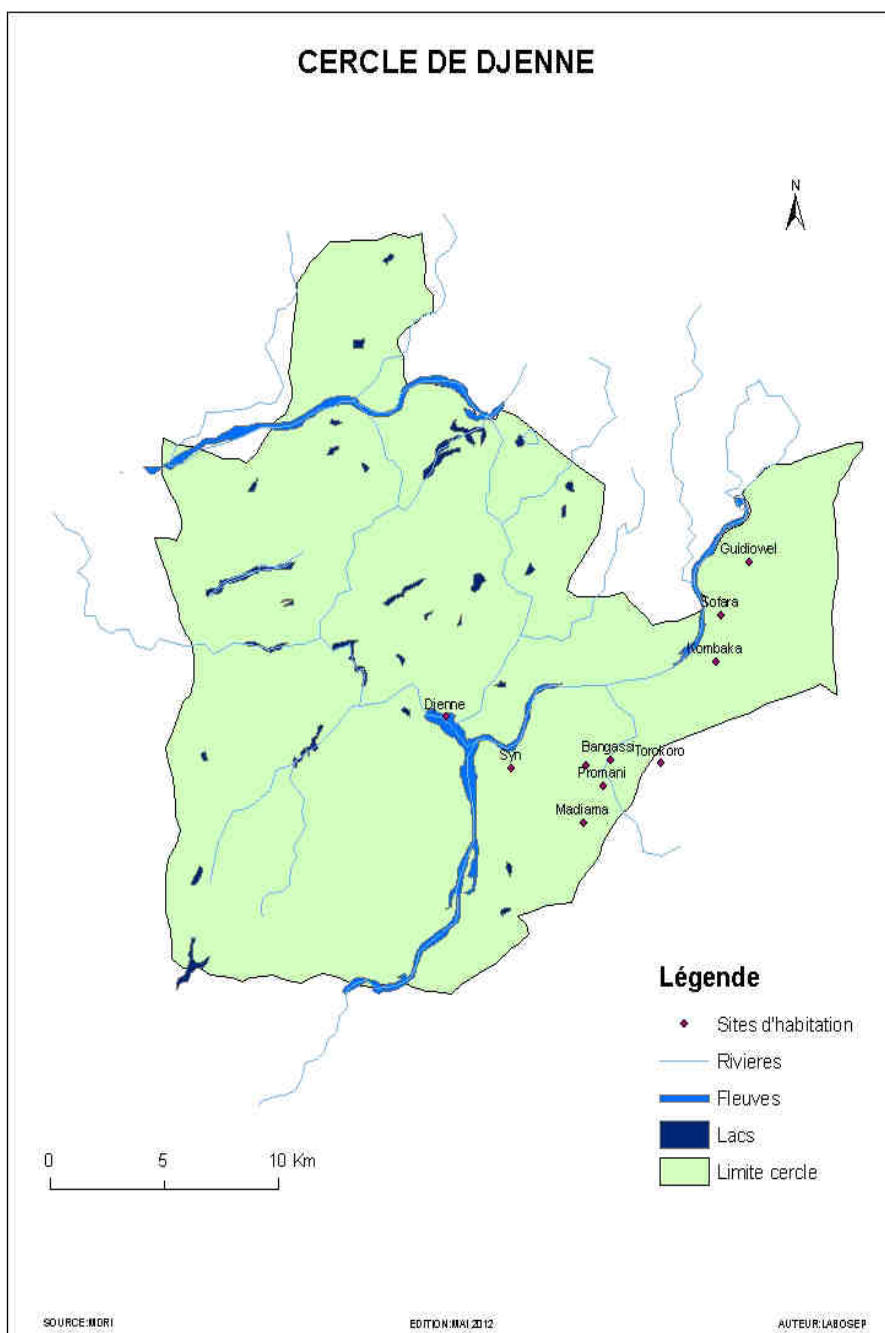 CERCLE DE DJENNE
N
Guidiowel
Sofara
Kombaka
Djenne
Syn
Bangassi
Torokoro
Promani
Madiama
Légende
Sites d'habitation
Rivieres
Fleuves
Lacs
Limite cercle
0 5 10 Km
SOURCE:MDRI EDITION:MAI 2012 AUTEUR:LABOSEP